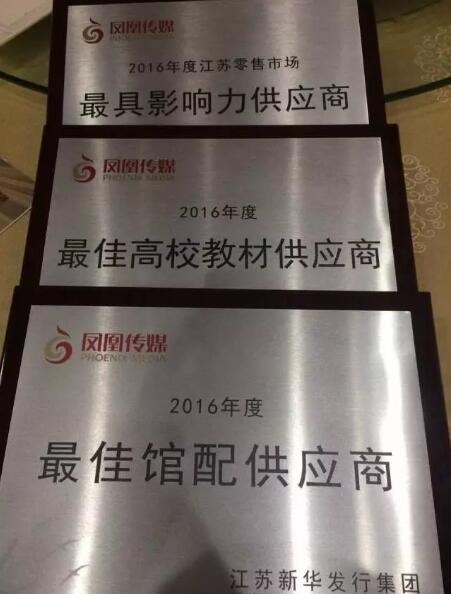 凤凰传媒
PHOENIX MEDIA
2016年度江苏零售市场
最具影响力供应商
凤凰传媒
PHOENIX MEDIA
2016年度
最佳高校教材供应商
凤凰传媒
PHOENIX MEDIA
2016年度
最佳馆配供应商
江苏新华发行集团